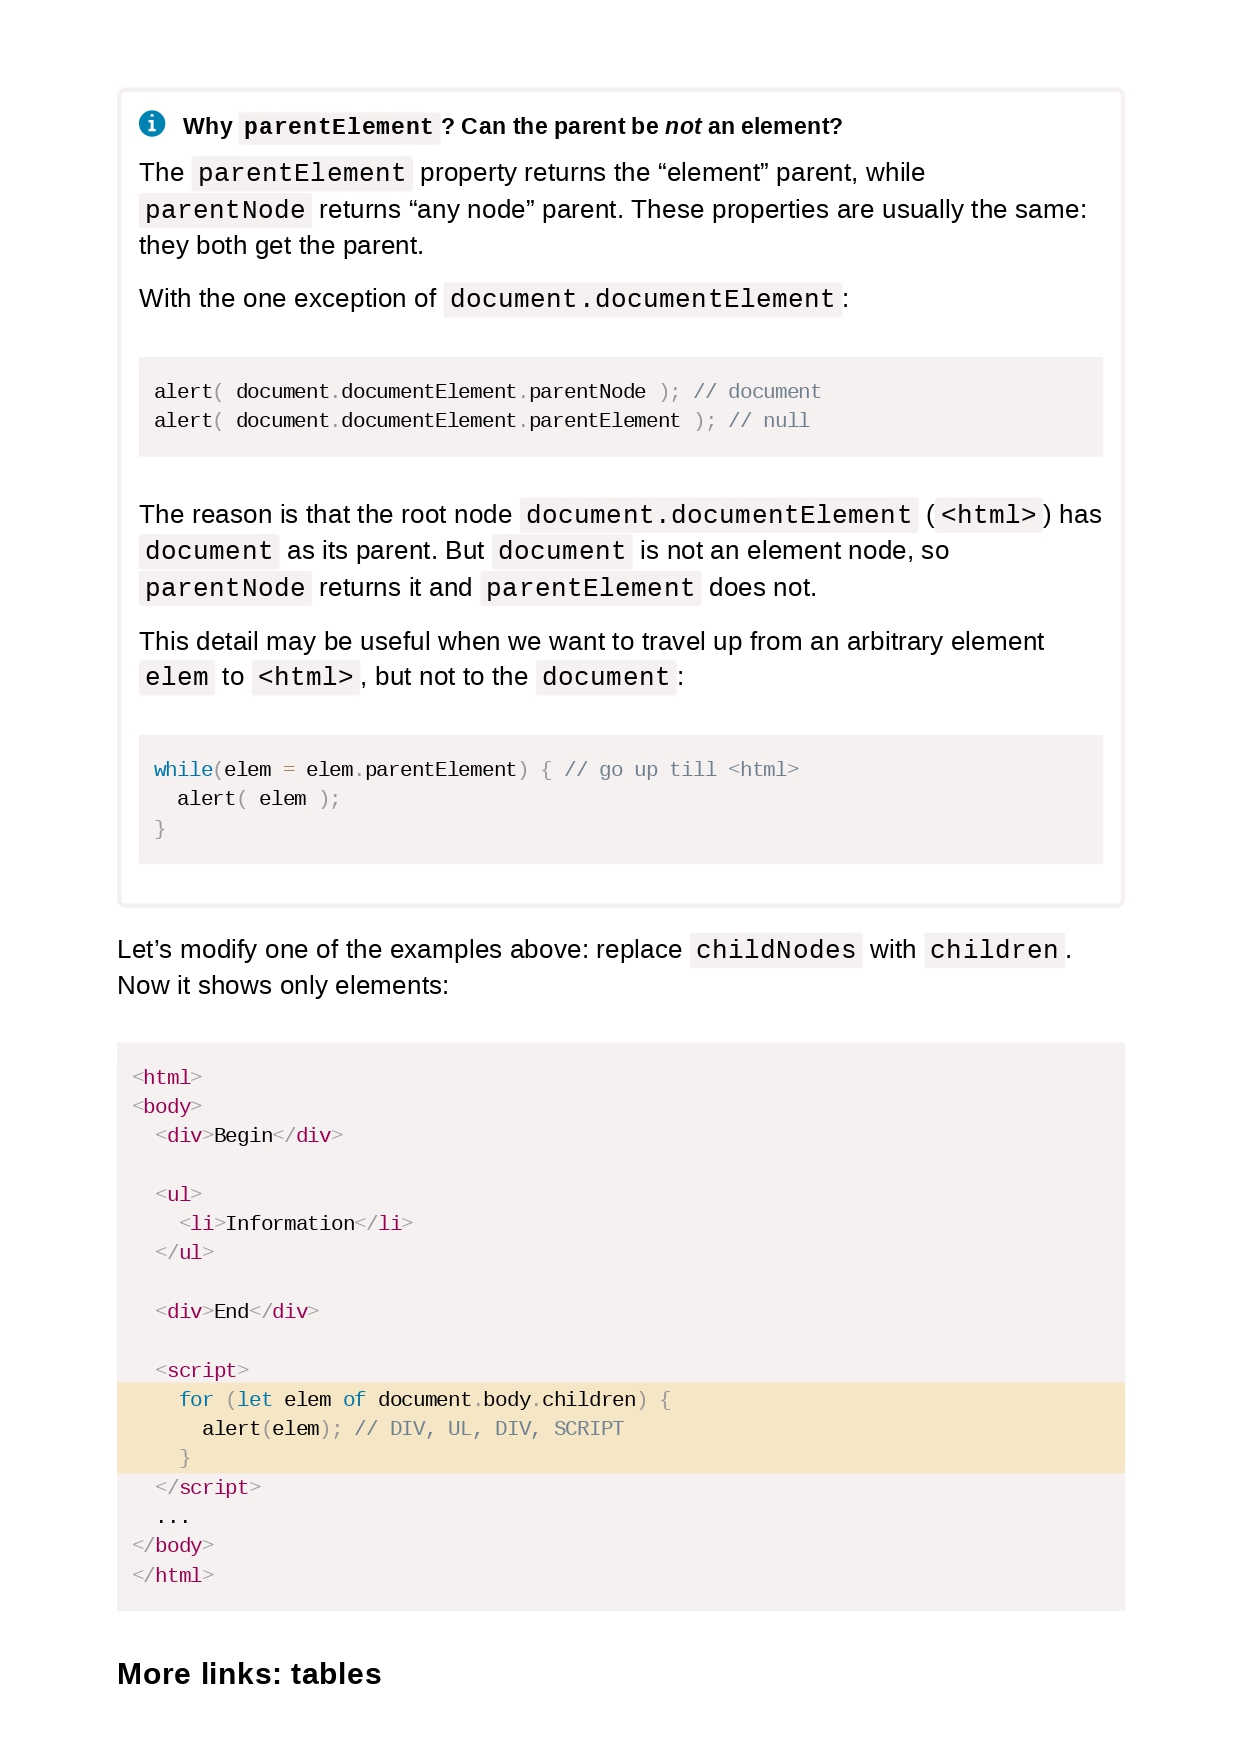 Why parentElement? Can the parent be not an element?
The parentElement property returns the “element” parent, while
parentNode returns “any node” parent. These properties are usually the same:
they both get the parent.
With the one exception of document.documentElement:
alert( document.documentElement.parentNode ); // document
alert( document.documentElement.parentElement ); // null
The reason is that the root node document.documentElement (<html>) has
document as its parent. But document is not an element node, so
parentNode returns it and parentElement does not.
This detail may be useful when we want to travel up from an arbitrary element
elem to <html>, but not to the document:
while(elem = elem.parentElement) { // go up till <html>
  alert( elem );
}
Let’s modify one of the examples above: replace childNodes with children.
Now it shows only elements:
<html>
<body>
  <div>Begin</div>
  <ul>
    <li>Information</li>
  </ul>
  <div>End</div>
  <script>
    for (let elem of document.body.children) {
      alert(elem); // DIV, UL, DIV, SCRIPT
    }
  </script>
  ...
</body>
</html>
More links: tables